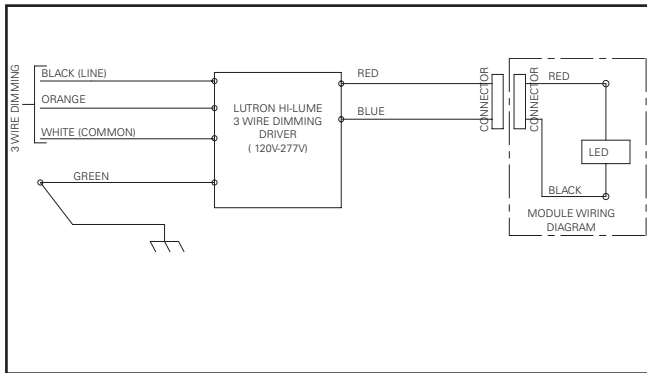 3 WIRE DIMMING
BLACK (LINE)
ORANGE
WHITE (COMMON)
GREEN
LUTRON HI-LUME
3 WIRE DIMMING
DRIVER
( 120V-277V)
RED
BLUE
CONNECTOR
CONNECTOR
RED
LED
BLACK
MODULE WIRING
DIAGRAM